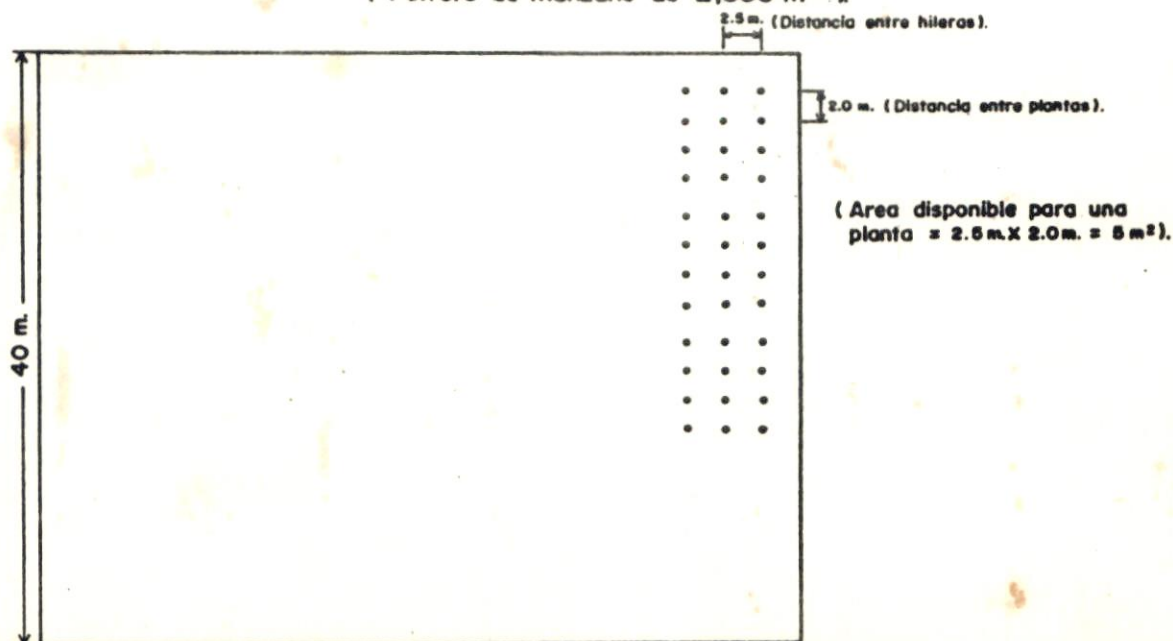 2.5 m. (Distancia entre hileras).
2.0 m. (Distancia entre plantas).
( Area disponible para una
planta = 2.5 m. X 2.0 m. = 5 m²).
40 m.